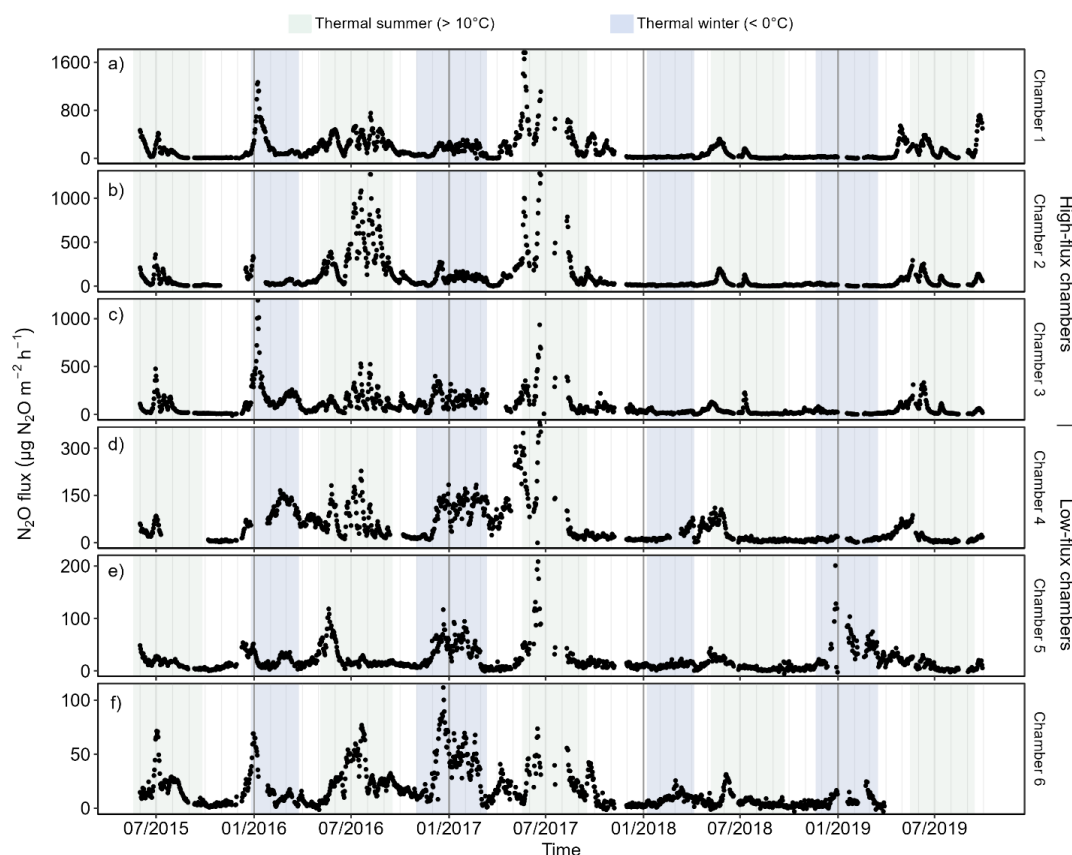 Thermal summer (> 10°C)
Thermal winter (< 0°C)
N₂O flux (µg N₂O m⁻² h⁻¹)
a)
1600
800
0
Chamber 1
b)
1000
500
0
Chamber 2
c)
1000
500
0
Chamber 3
d)
300
150
0
Chamber 4
e)
200
100
0
Chamber 5
f)
100
50
0
Chamber 6
High-flux chambers
|
Low-flux chambers
07/2015 01/2016 07/2016 01/2017 07/2017 01/2018 07/2018 01/2019 07/2019
Time